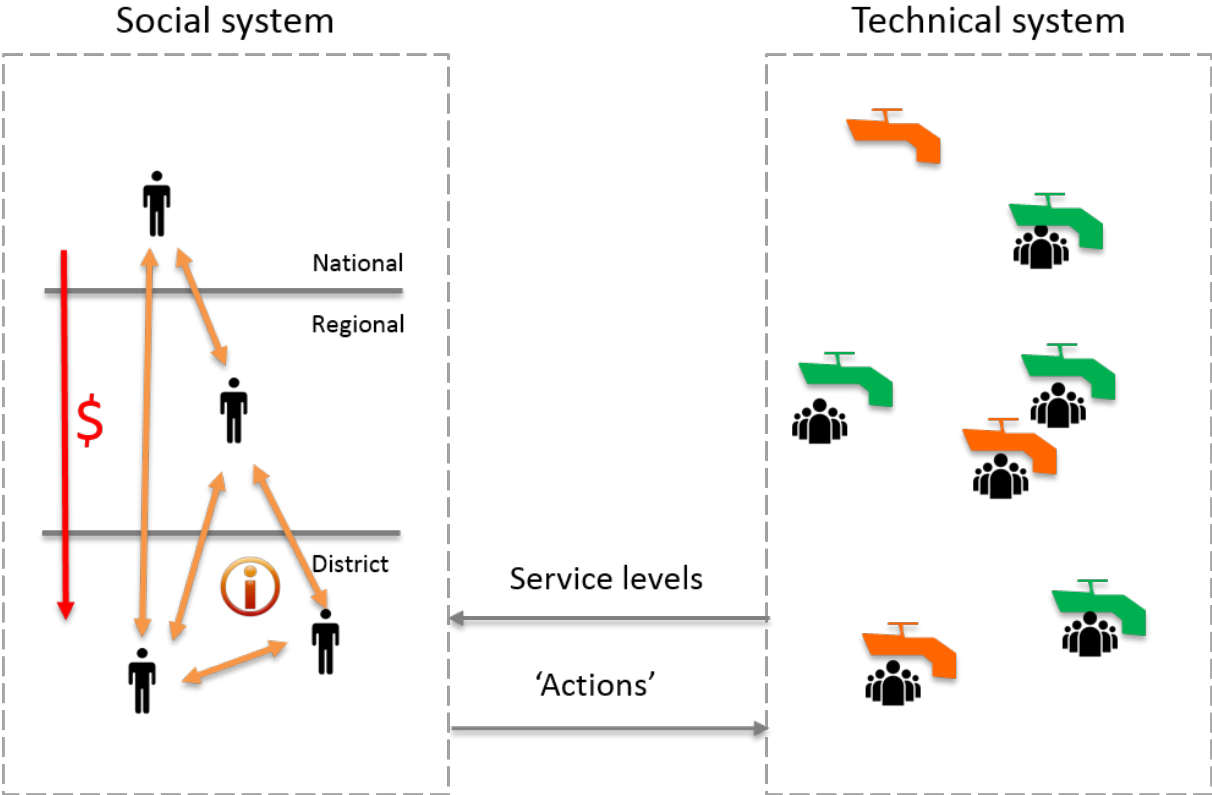 Social system
Technical system
National
Regional
$
District
i
Service levels
‘Actions’